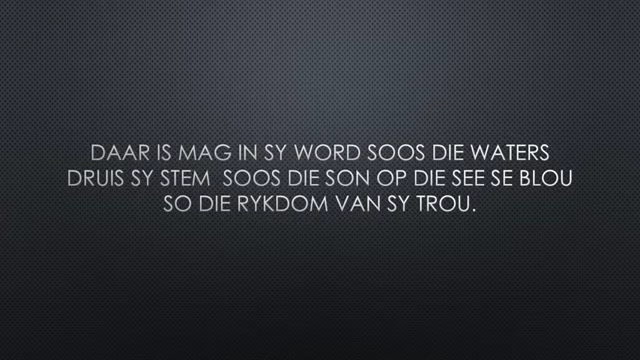 DAAR IS MAG IN SY WORD SOOS DIE WATERS
DRUIS SY STEM SOOS DIE SON OP DIE SEE SE BLOU
SO DIE RYKDOM VAN SY TROU.